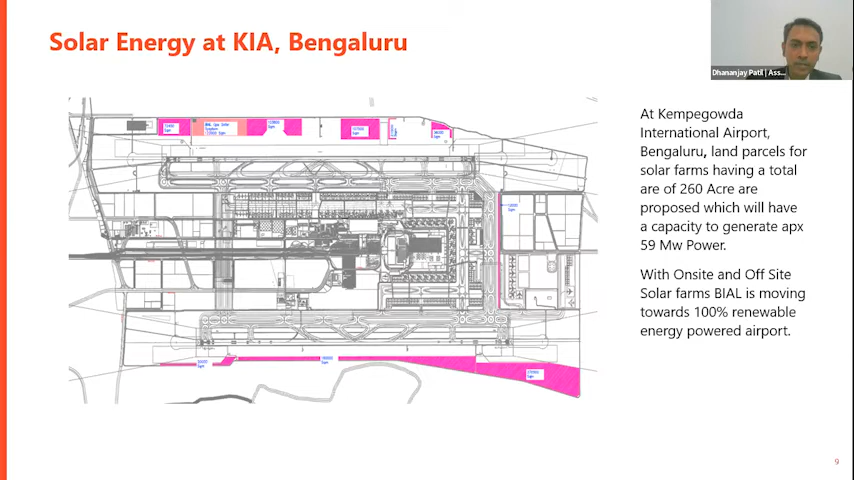 Solar Energy at KIA, Bengaluru
Dhananjay Patil | Ass...
At Kempegowda
International Airport,
Bengaluru, land parcels for
solar farms having a total
are of 260 Acre are
proposed which will have
a capacity to generate apx
59 Mw Power.
With Onsite and Off Site
Solar farms BIAL is moving
towards 100% renewable
energy powered airport.
9